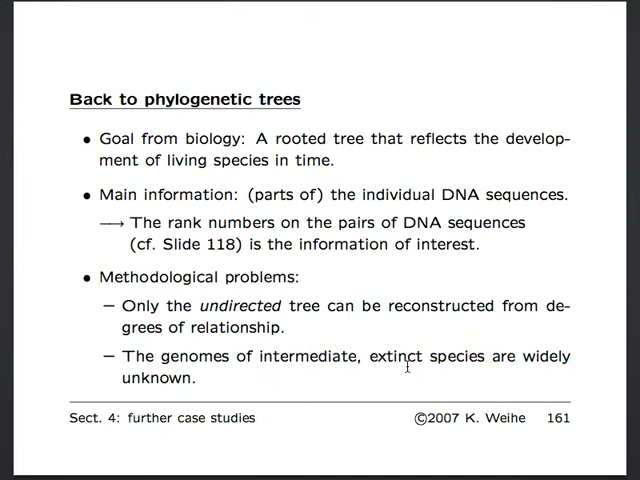 Back to phylogenetic trees
• Goal from biology: A rooted tree that reflects the develop-
ment of living species in time.
• Main information: (parts of) the individual DNA sequences.
⟶ The rank numbers on the pairs of DNA sequences
(cf. Slide 118) is the information of interest.
• Methodological problems:
– Only the undirected tree can be reconstructed from de-
grees of relationship.
– The genomes of intermediate, extinct species are widely
unknown.
Sect. 4: further case studies ©2007 K. Weihe 161